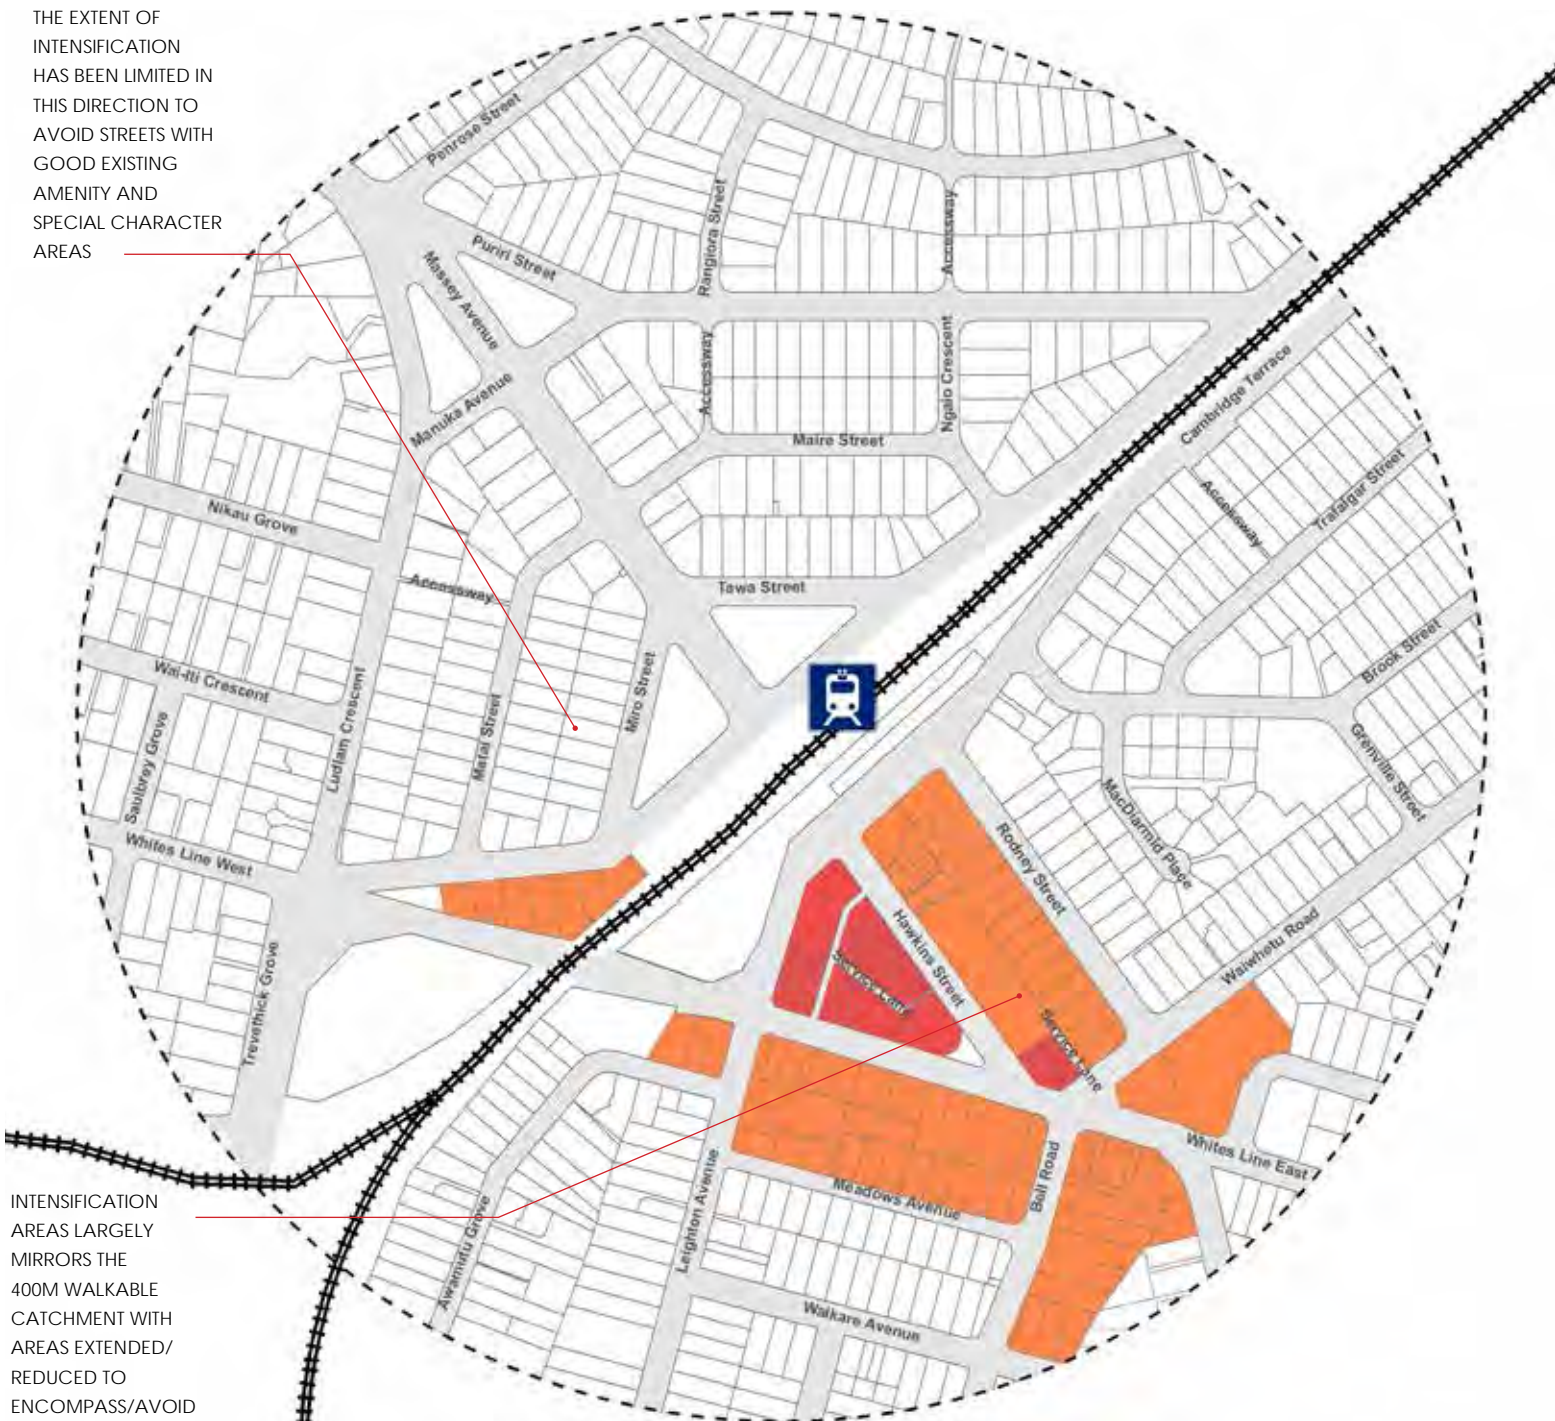 THE EXTENT OF
INTENSIFICATION
HAS BEEN LIMITED IN
THIS DIRECTION TO
AVOID STREETS WITH
GOOD EXISTING
AMENITY AND
SPECIAL CHARACTER
AREAS
Penrose Street
Puriri Street
Massey Avenue
Rangiora Street
Accessway
Manuka Avenue
Accessway
Ngaio Crescent
Maire Street
Cambridge Terrace
Accessway
Trafalgar Street
Nikau Grove
Accessway
Tawa Street
Brook Street
Wai-Iti Crescent
Saulbrey Grove
Ludlam Crescent
Matai Street
Miro Street
Grenville Street
MacDiarmid Place
Rodney Street
Whites Line West
Hawkins Street
Waiwhetu Road
Service Lane
Service Lane
Trevethick Grove
Whites Line East
Bell Road
Meadows Avenue
Leighton Avenue
Awamutu Grove
Waikare Avenue
INTENSIFICATION
AREAS LARGELY
MIRRORS THE
400M WALKABLE
CATCHMENT WITH
AREAS EXTENDED/
REDUCED TO
ENCOMPASS/AVOID